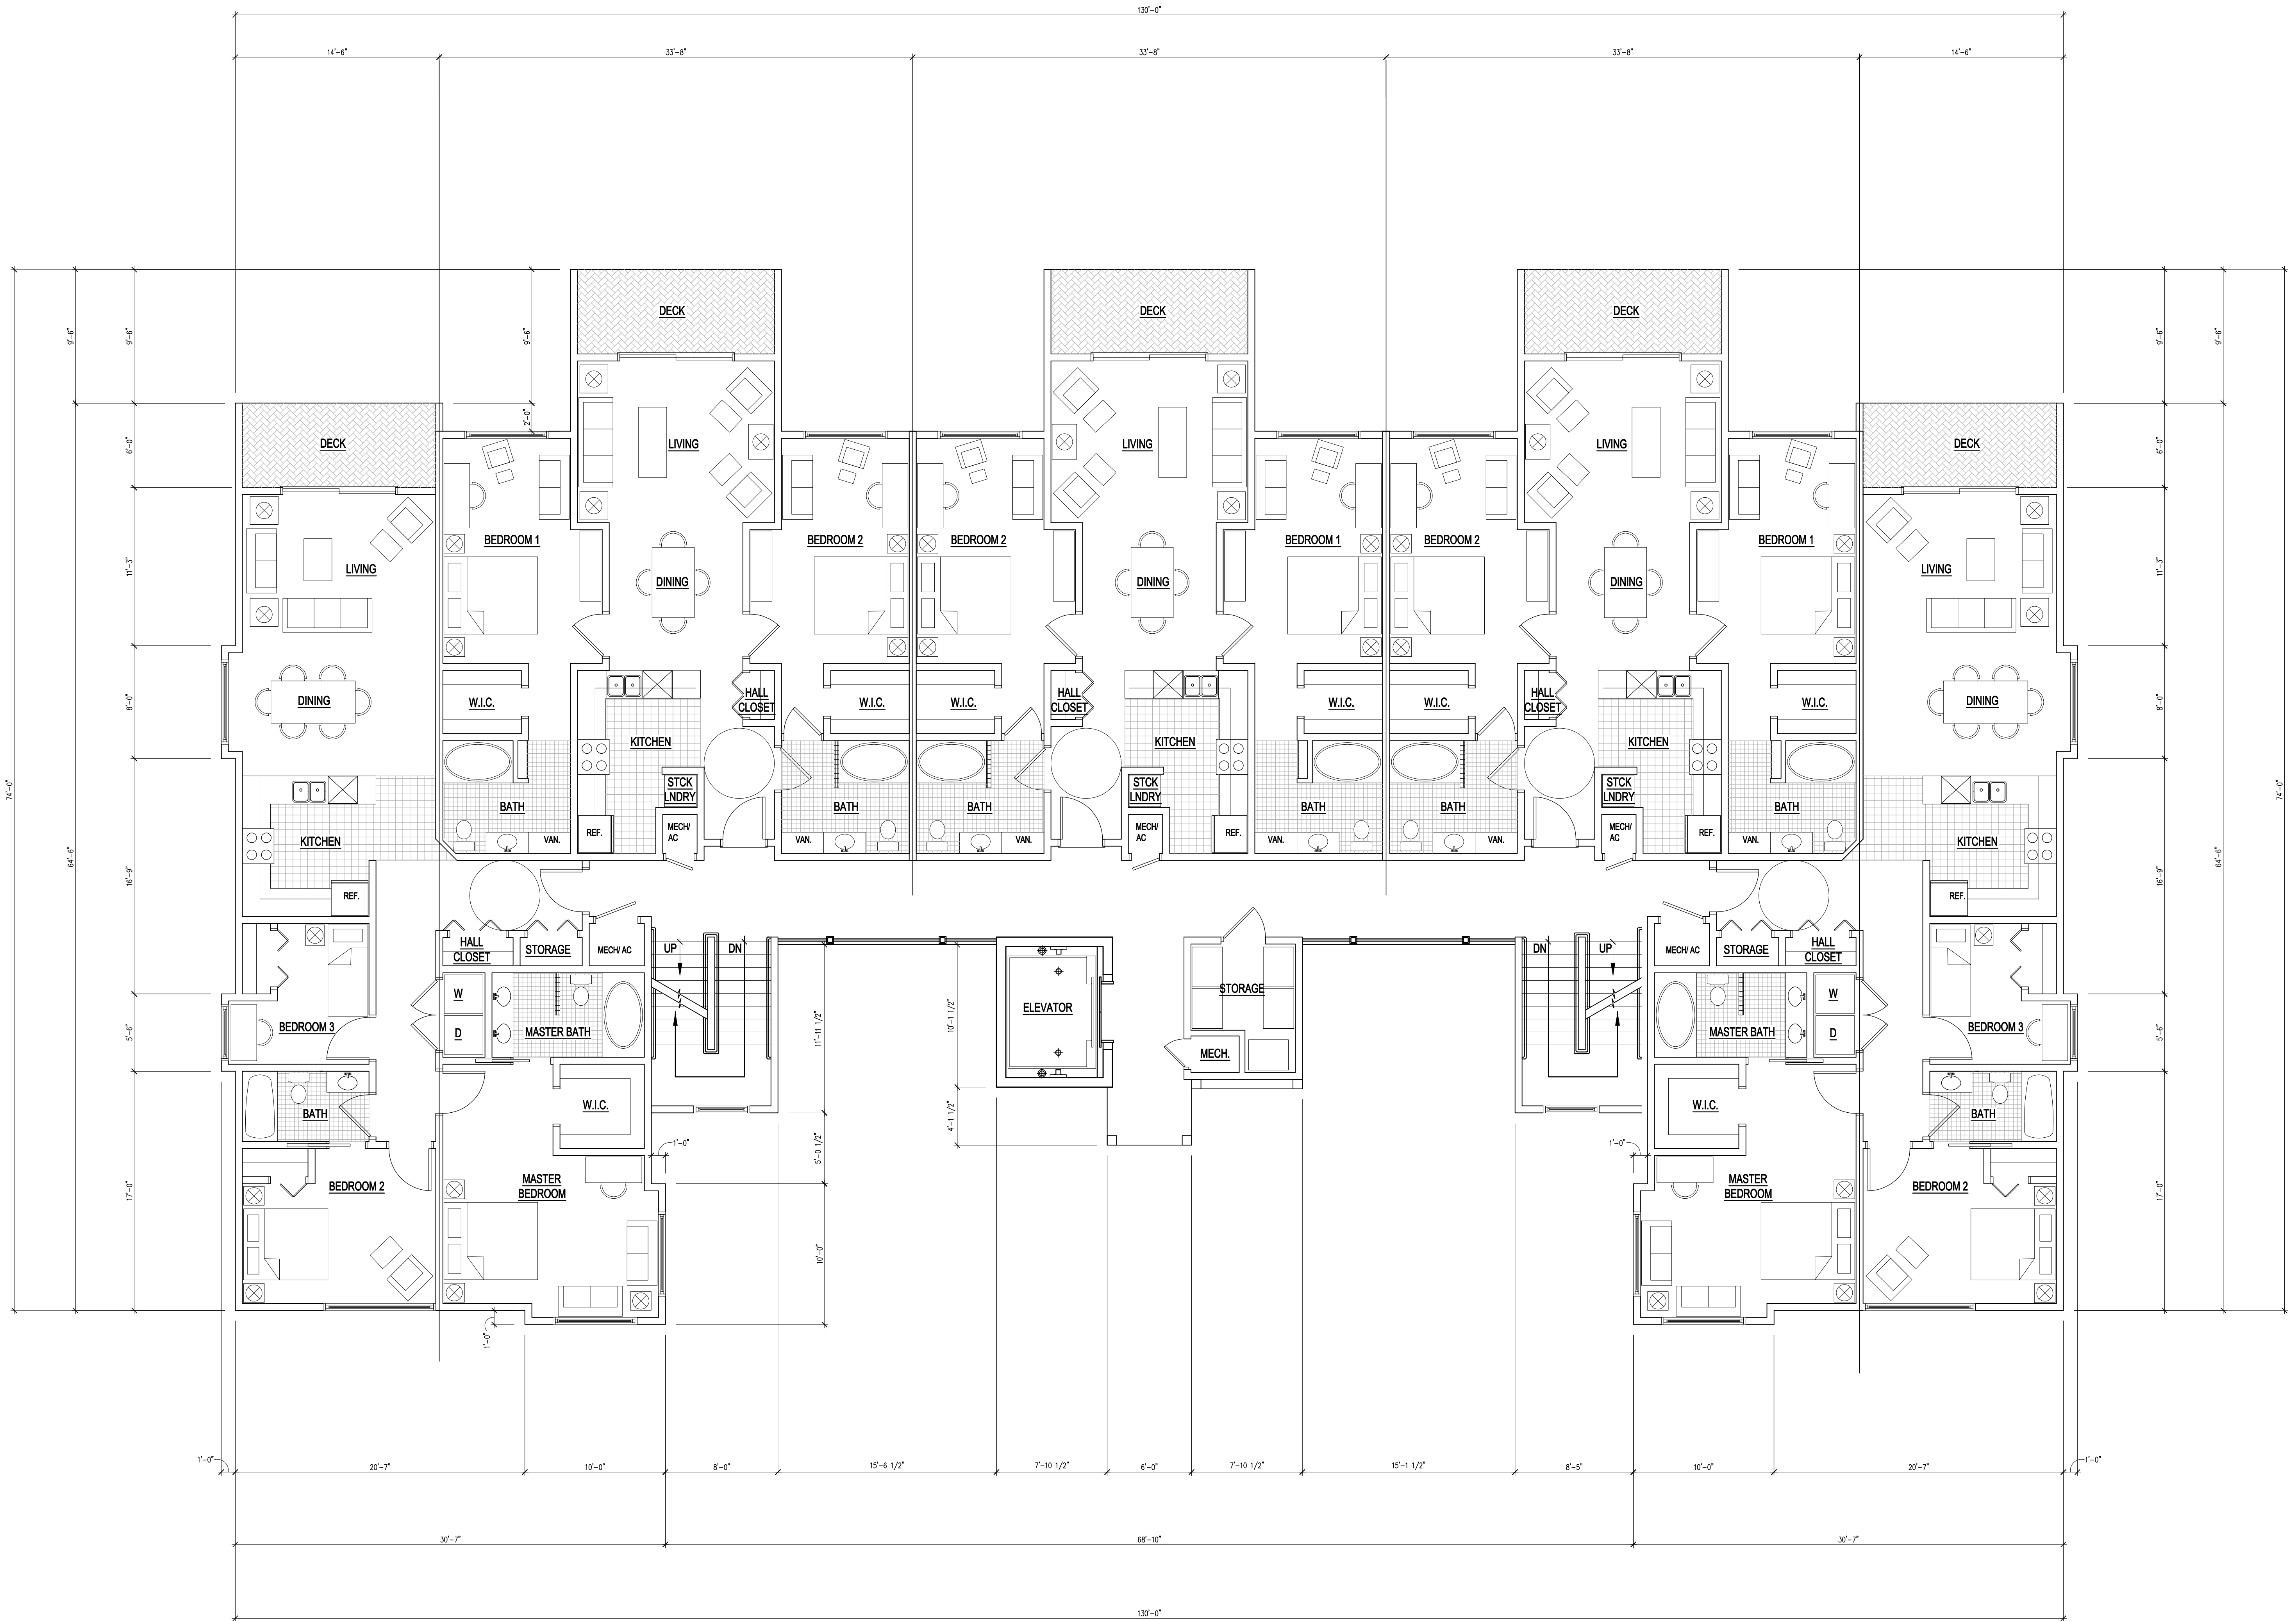 130'-0"
14'-6"
33'-8"
33'-8"
33'-8"
14'-6"
DECK
DECK
DECK
9'-6"
9'-6"
9'-6"
9'-6"
9'-6"
2'-0"
DECK
LIVING
LIVING
LIVING
DECK
6'-0"
6'-0"
BEDROOM 1
BEDROOM 2
BEDROOM 2
BEDROOM 1
BEDROOM 2
BEDROOM 1
LIVING
DINING
DINING
DINING
LIVING
11'-3"
11'-3"
DINING
W.I.C.
HALL
CLOSET
W.I.C.
W.I.C.
HALL
CLOSET
W.I.C.
W.I.C.
HALL
CLOSET
W.I.C.
DINING
8'-0"
8'-0"
KITCHEN
KITCHEN
KITCHEN
74'-0"
74'-0"
STCK
LNDRY
STCK
LNDRY
STCK
LNDRY
BATH
BATH
BATH
BATH
BATH
BATH
KITCHEN
VAN.
REF.
MECH/
AC
VAN.
VAN.
MECH/
AC
REF.
VAN.
VAN.
MECH/
AC
REF.
VAN.
KITCHEN
64'-6"
64'-6"
16'-9"
16'-9"
REF.
REF.
HALL
CLOSET
STORAGE
MECH/ AC
UP
DN
DN
UP
MECH/ AC
STORAGE
HALL
CLOSET
W
D
MASTER BATH
ELEVATOR
STORAGE
MECH.
MASTER BATH
W
D
BEDROOM 3
BEDROOM 3
5'-6"
5'-6"
11'-11 1/2"
10'-1 1/2"
4'-1 1/2"
5'-0 1/2"
10'-0"
BATH
W.I.C.
W.I.C.
BATH
1'-0"
1'-0"
BEDROOM 2
MASTER
BEDROOM
MASTER
BEDROOM
BEDROOM 2
17'-0"
17'-0"
1'-0"
1'-0"
20'-7"
10'-0"
8'-0"
15'-6 1/2"
7'-10 1/2"
6'-0"
7'-10 1/2"
15'-1 1/2"
8'-5"
10'-0"
20'-7"
1'-0"
30'-7"
68'-10"
30'-7"
130'-0"